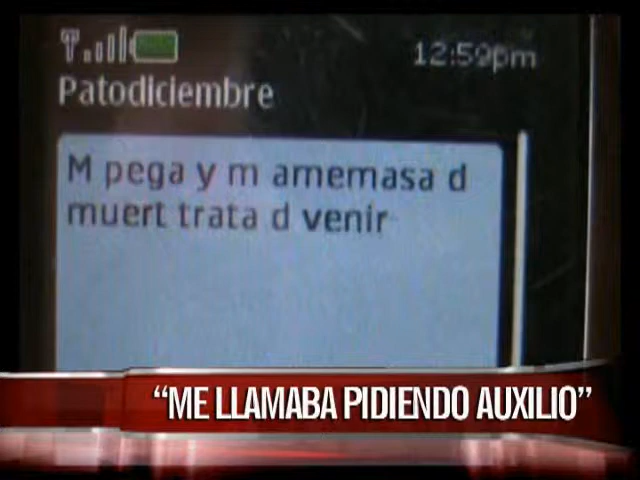 12:59pm
Patodiciembre
M pega y m amemasa d
muert trata d venir
"ME LLAMABA PIDIENDO AUXILIO"